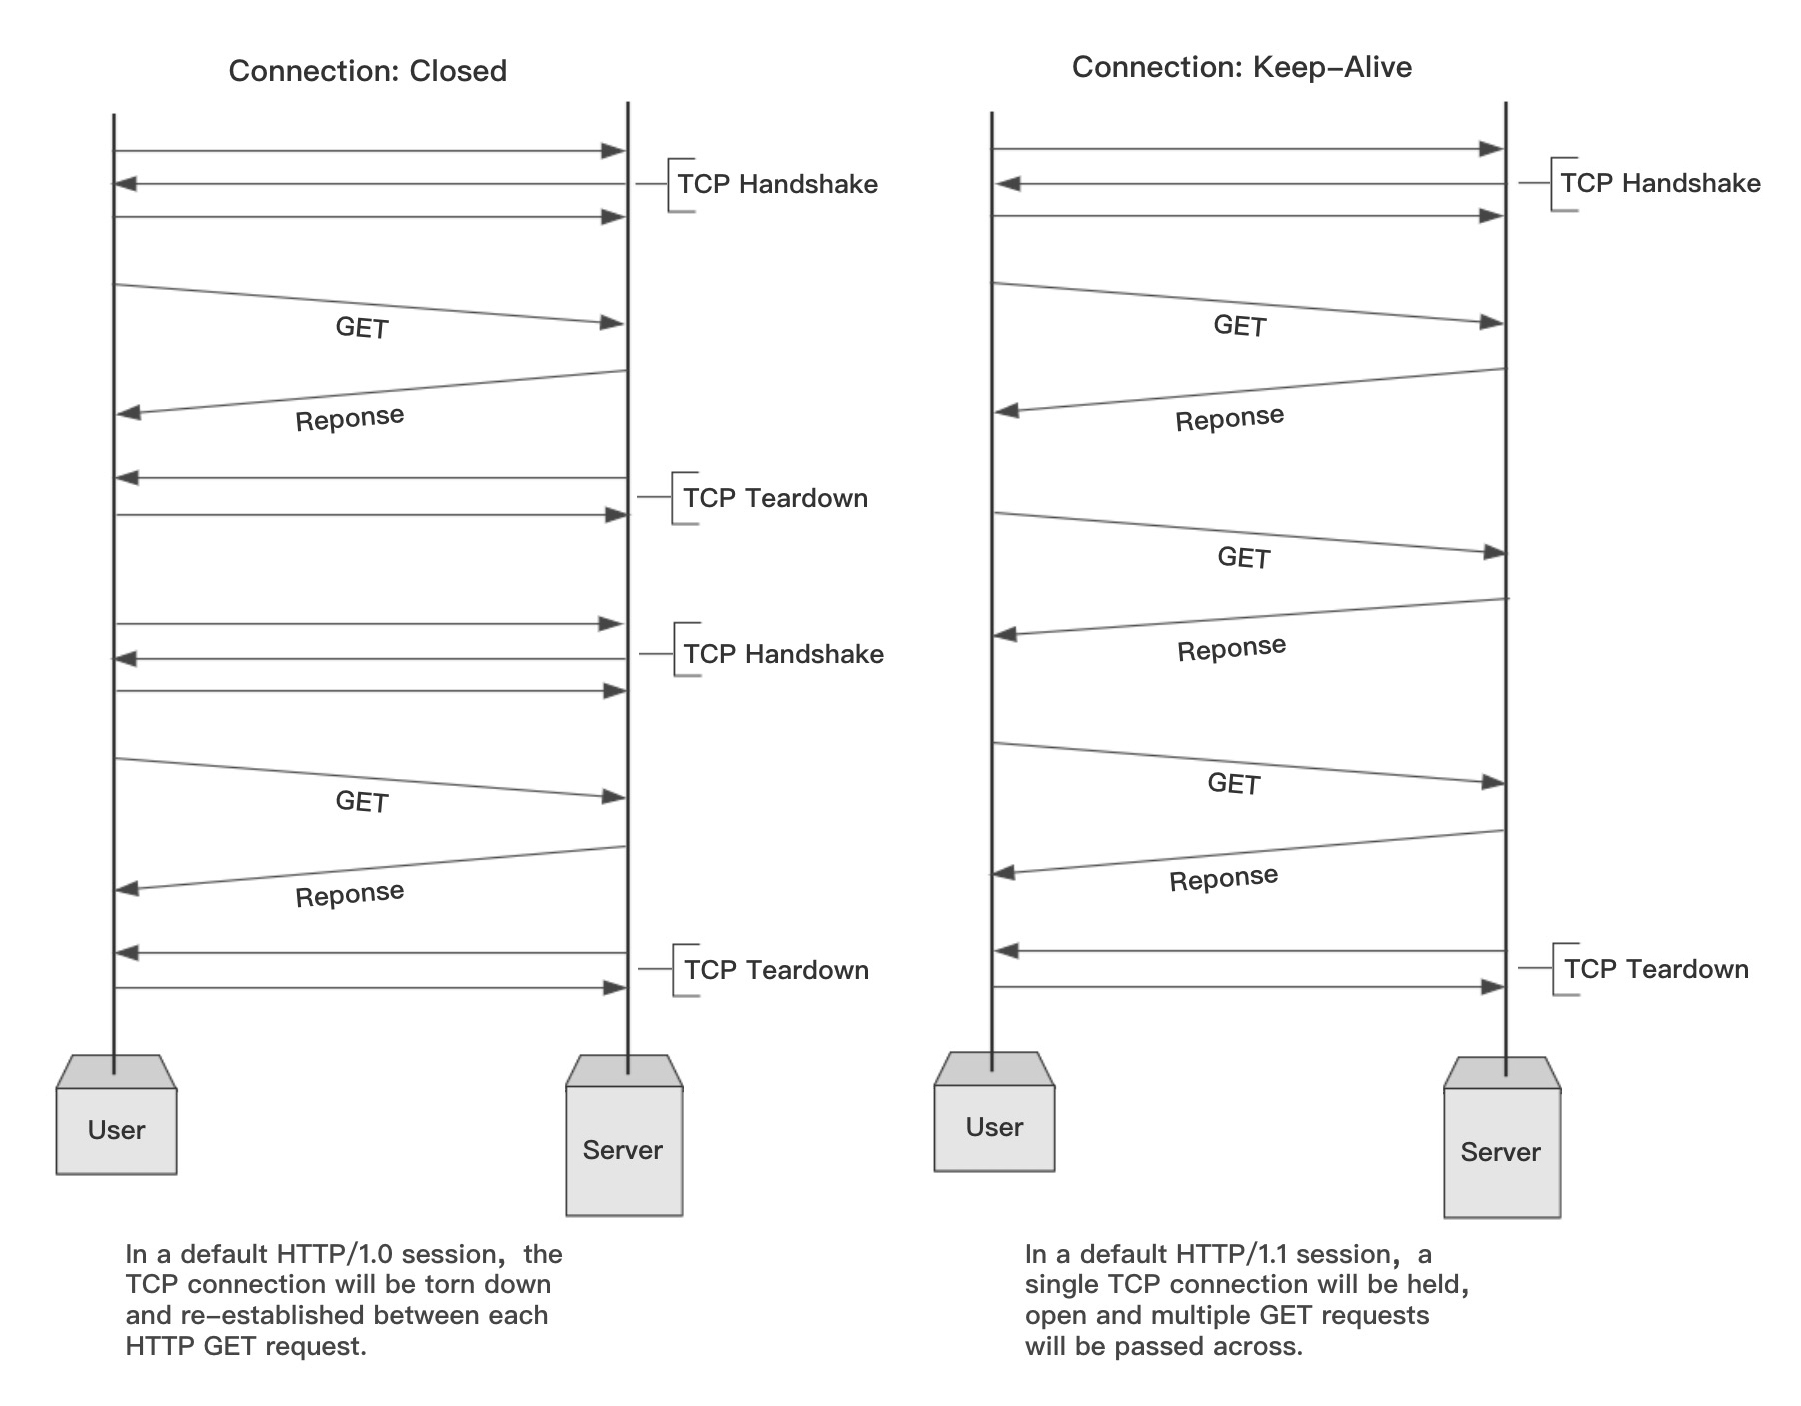 Connection: Closed
TCP Handshake
GET
Reponse
TCP Teardown
TCP Handshake
GET
Reponse
TCP Teardown
User
Server
In a default HTTP/1.0 session, the
TCP connection will be torn down
and re-established between each
HTTP GET request.
Connection: Keep-Alive
TCP Handshake
GET
Reponse
GET
Reponse
GET
Reponse
TCP Teardown
User
Server
In a default HTTP/1.1 session, a
single TCP connection will be held,
open and multiple GET requests
will be passed across.